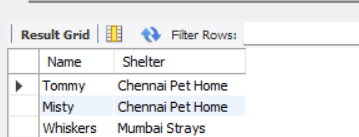 Result Grid Filter Rows:
Name Shelter
Tommy Chennai Pet Home
Misty Chennai Pet Home
Whiskers Mumbai Strays